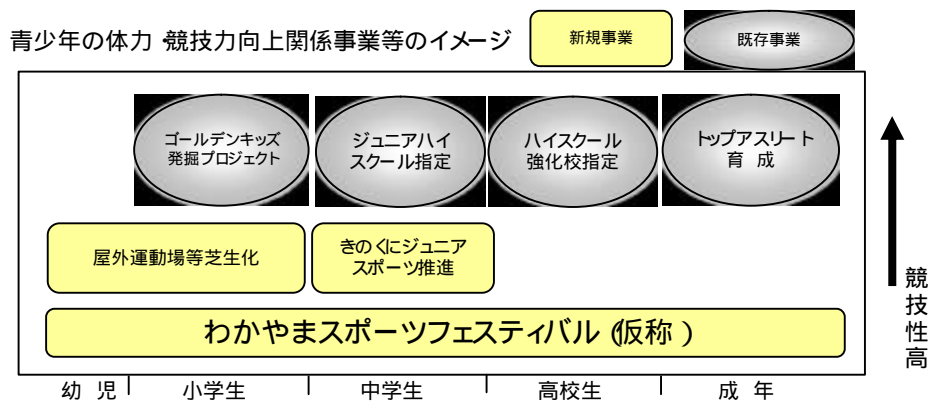 青少年の体力・競技力向上関係事業等のイメージ
新規事業
既存事業
ゴールデンキッズ
発掘プロジェクト
ジュニアハイ
スクール指定
ハイスクール
強化校指定
トップアスリート
育 成
屋外運動場等芝生化
きのくにジュニア
スポーツ推進
わかやまスポーツフェスティバル(仮称)
競技性高
幼 児
小学生
中学生
高校生
成 年